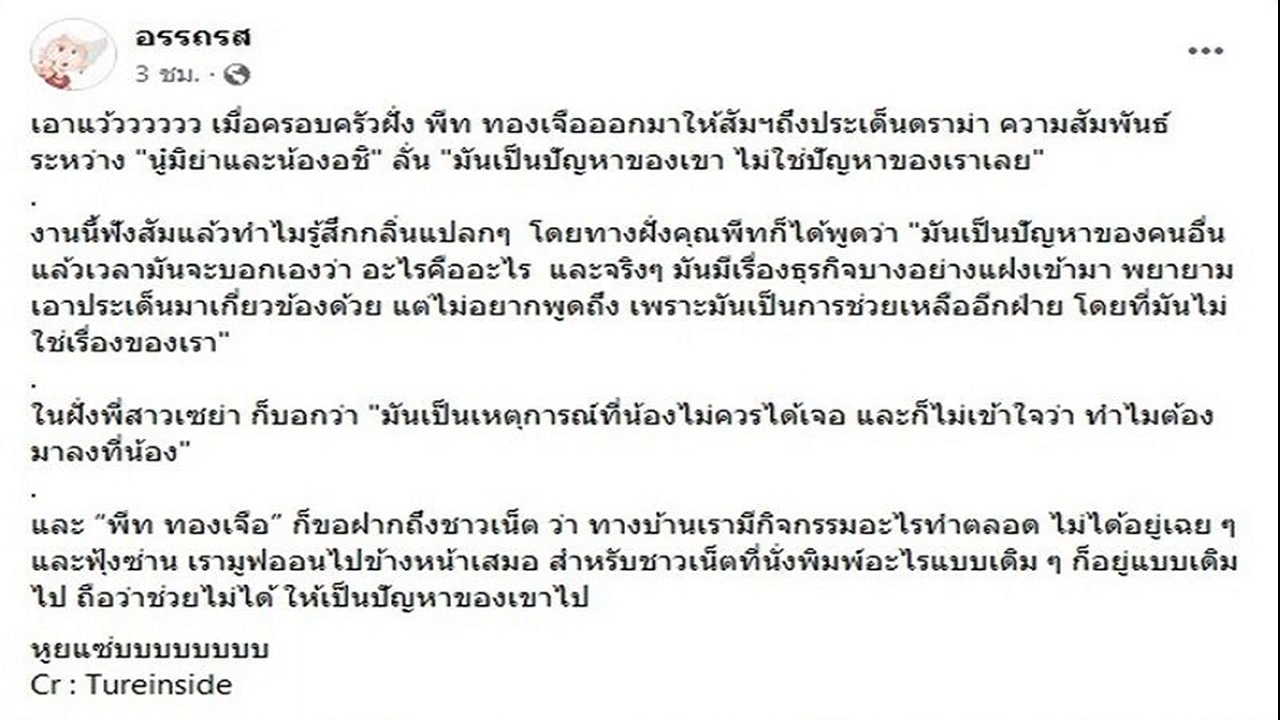 อรรถรส
3 ชม. ·
เอาแว้วววววว เมื่อครอบครัวฝั่ง พีท ทองเจือออกมาให้สัมฯถึงประเด็นดราม่า ความสัมพันธ์
ระหว่าง "นุ๋มิย่าและน้องอชิ" ลั่น "มันเป็นปัญหาของเขา ไม่ใช่ปัญหาของเราเลย"
.
งานนี้ฟังสัมแล้วทำไมรู้สึกกลิ่นแปลกๆ โดยทางฝั่งคุณพีทก็ได้พูดว่า "มันเป็นปัญหาของคนอื่น
แล้วเวลามันจะบอกเองว่า อะไรคืออะไร และจริงๆ มันมีเรื่องธุรกิจบางอย่างแฝงเข้ามา พยายาม
เอาประเด็นมาเกี่ยวข้องด้วย แต่ไม่อยากพูดถึง เพราะมันเป็นการช่วยเหลืออีกฝ่าย โดยที่มันไม่
ใช่เรื่องของเรา"
.
ในฝั่งพี่สาวเซย่า ก็บอกว่า "มันเป็นเหตุการณ์ที่น้องไม่ควรได้เจอ และก็ไม่เข้าใจว่า ทำไมต้อง
มาลงที่น้อง"
.
และ “พีท ทองเจือ” ก็ขอฝากถึงชาวเน็ต ว่า ทางบ้านเรามีกิจกรรมอะไรทำตลอด ไม่ได้อยู่เฉย ๆ
และฟุ้งซ่าน เรามูฟออนไปข้างหน้าเสมอ สำหรับชาวเน็ตที่นั่งพิมพ์อะไรแบบเดิม ๆ ก็อยู่แบบเดิม
ไป ถือว่าช่วยไม่ได้ ให้เป็นปัญหาของเขาไป
หูยแซ่บบบบบบบบ
Cr : Tureinside